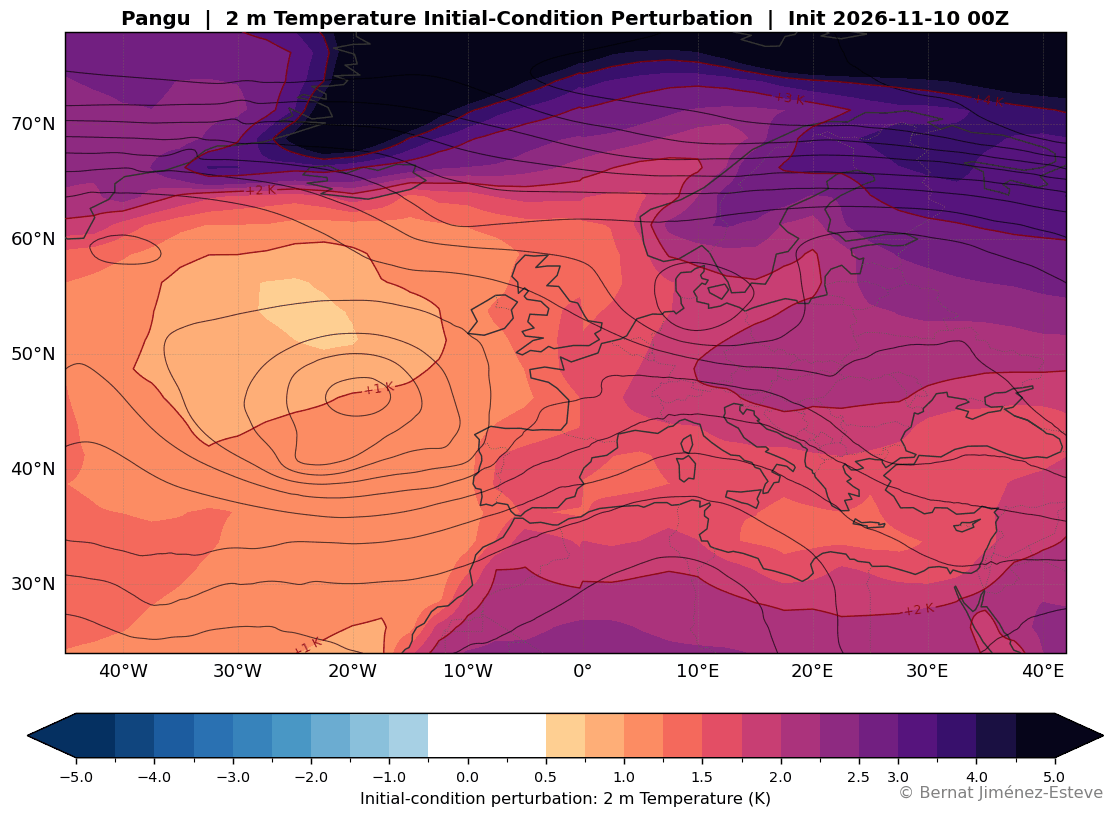 Pangu | 2 m Temperature Initial-Condition Perturbation | Init 2026-11-10 00Z
70°N
60°N
50°N
40°N
30°N
+3 K
+4 K
+2 K
+1 K
+2 K
+1 K
40°W 30°W 20°W 10°W 0° 10°E 20°E 30°E 40°E
−5.0 −4.0 −3.0 −2.0 −1.0 0.0 0.5 1.0 1.5 2.0 2.5 3.0 4.0 5.0
Initial-condition perturbation: 2 m Temperature (K)
© Bernat Jiménez-Esteve